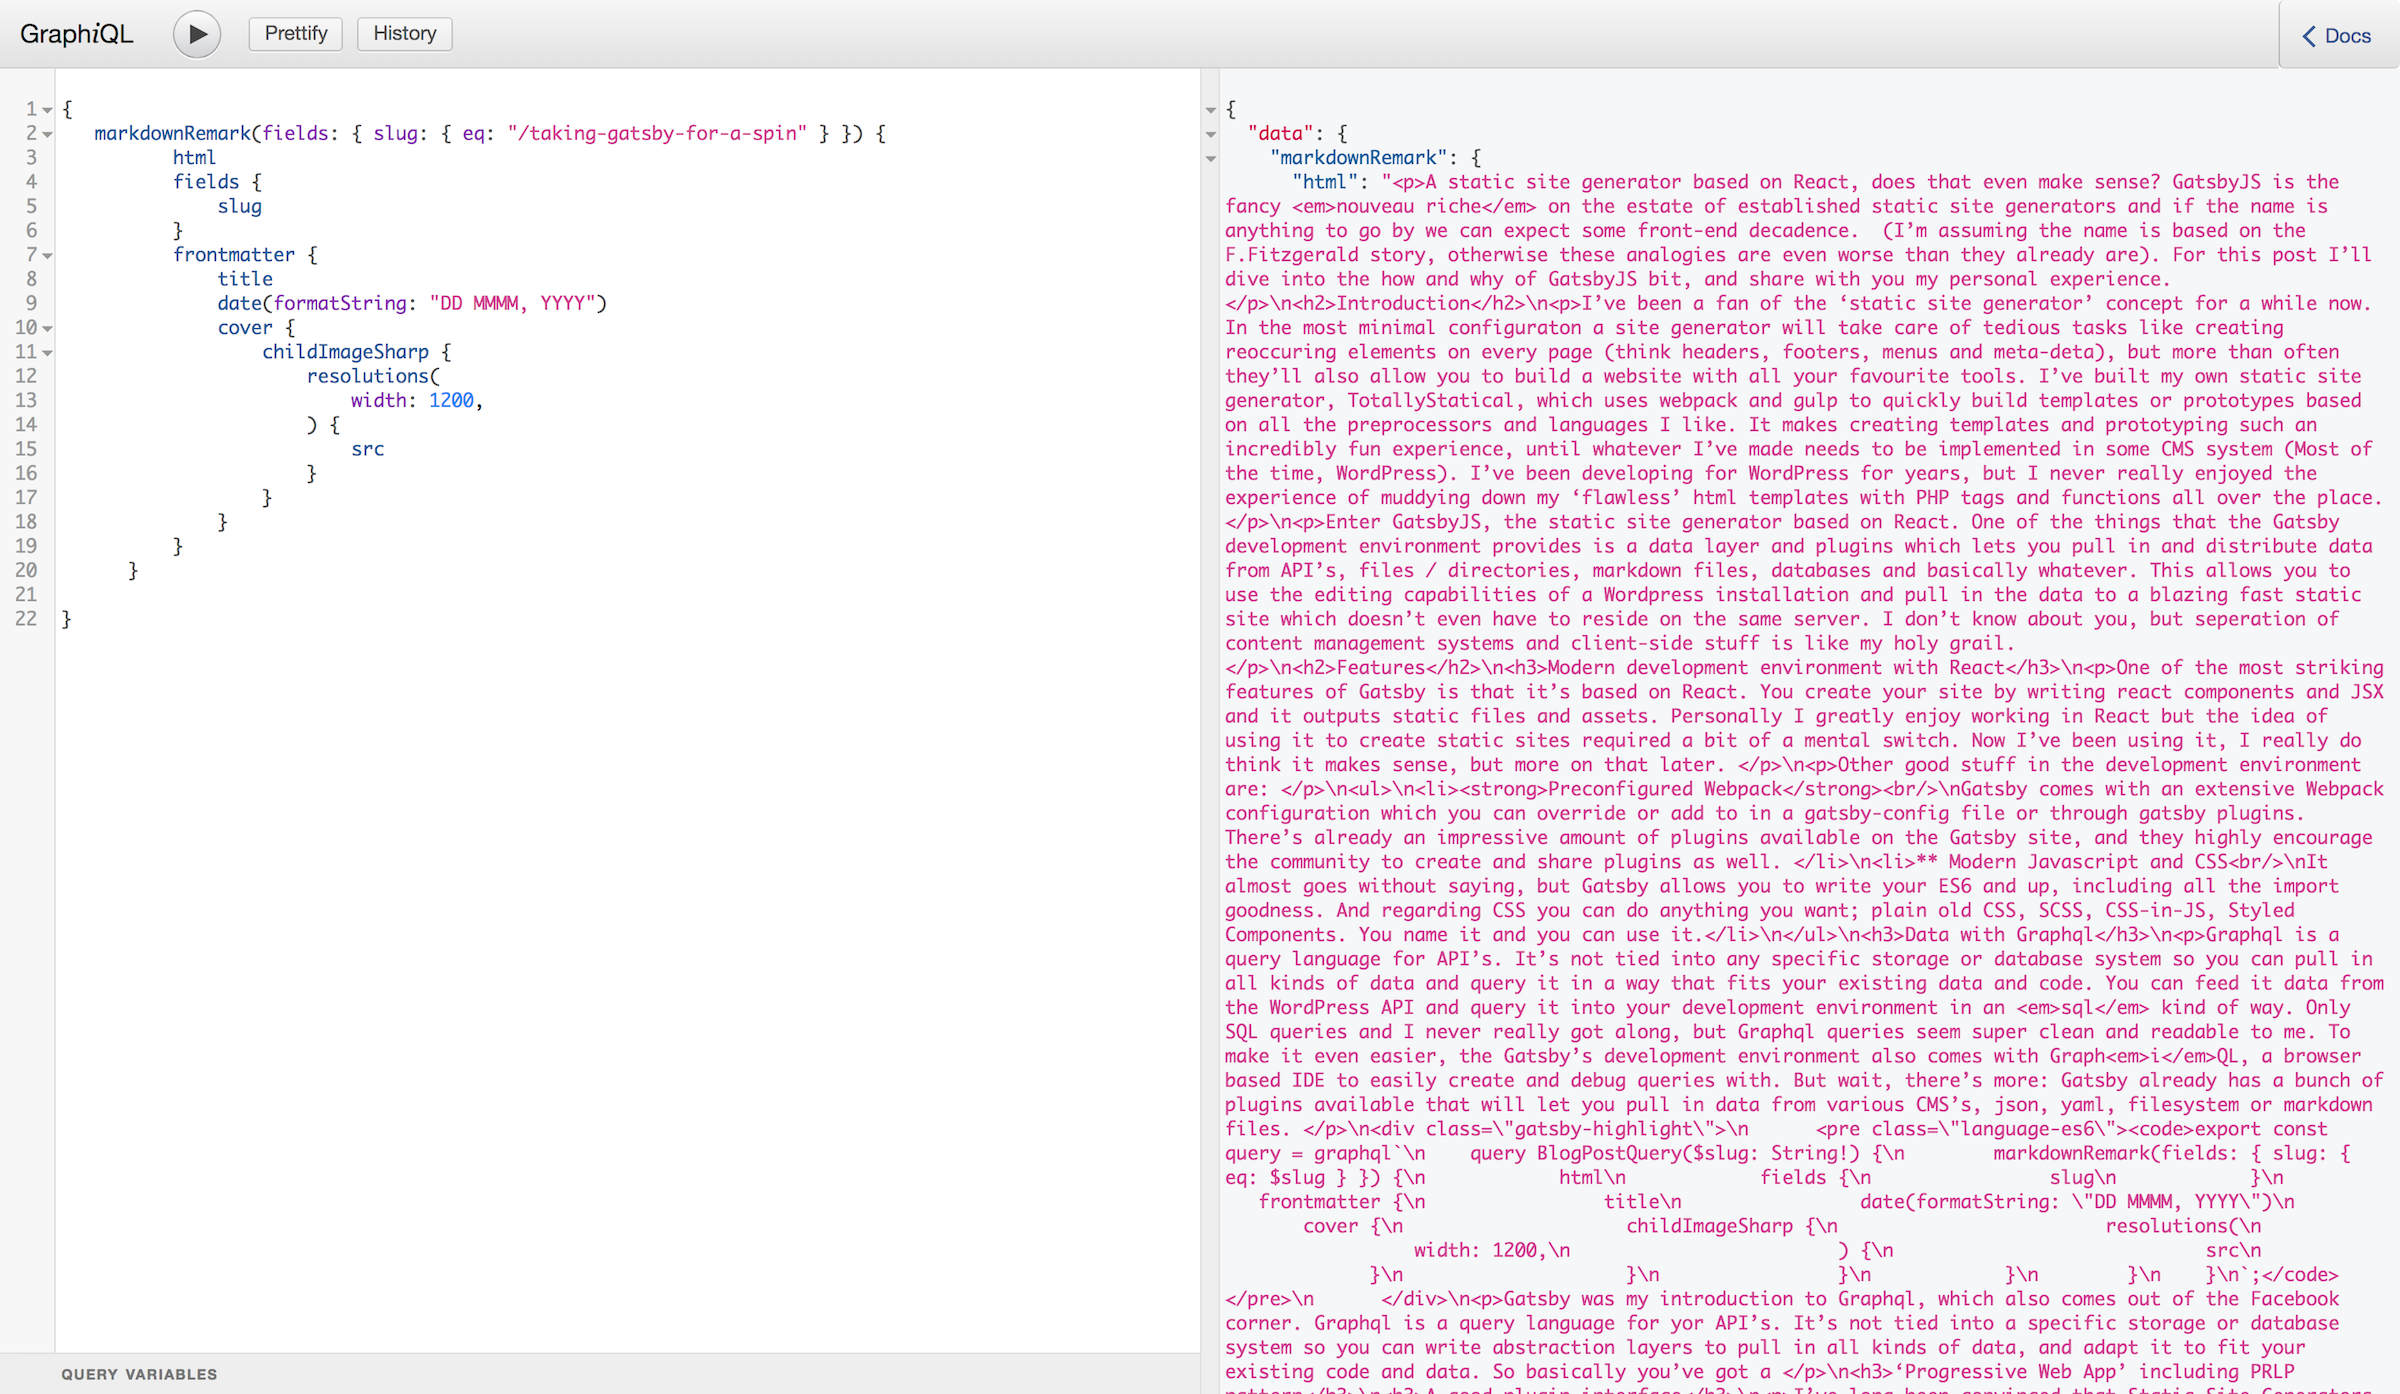 GraphiQL
Prettify
History
Docs
1 {
2 markdownRemark(fields: { slug: { eq: "/taking-gatsby-for-a-spin" } }) {
3 html
4 fields {
5 slug
6 }
7 frontmatter {
8 title
9 date(formatString: "DD MMMM, YYYY")
10 cover {
11 childImageSharp {
12 resolutions(
13 width: 1200,
14 ) {
15 src
16 }
17 }
18 }
19 }
20 }
21
22 }
QUERY VARIABLES
{
"data": {
"markdownRemark": {
"html": "<p>A static site generator based on React, does that even make sense? GatsbyJS is the
fancy <em>nouveau riche</em> on the estate of established static site generators and if the name is
anything to go by we can expect some front-end decadence.  (I’m assuming the name is based on the
F.Fitzgerald story, otherwise these analogies are even worse than they already are). For this post I’ll
dive into the how and why of GatsbyJS bit, and share with you my personal experience.
</p>\n<h2>Introduction</h2>\n<p>I’ve been a fan of the ‘static site generator’ concept for a while now.
In the most minimal configuraton a site generator will take care of tedious tasks like creating
reoccuring elements on every page (think headers, footers, menus and meta-deta), but more than often
they’ll also allow you to build a website with all your favourite tools. I’ve built my own static site
generator, TotallyStatical, which uses webpack and gulp to quickly build templates or prototypes based
on all the preprocessors and languages I like. It makes creating templates and prototyping such an
incredibly fun experience, until whatever I’ve made needs to be implemented in some CMS system (Most of
the time, WordPress). I’ve been developing for WordPress for years, but I never really enjoyed the
experience of muddying down my ‘flawless’ html templates with PHP tags and functions all over the place.
</p>\n<p>Enter GatsbyJS, the static site generator based on React. One of the things that the Gatsby
development environment provides is a data layer and plugins which lets you pull in and distribute data
from API’s, files / directories, markdown files, databases and basically whatever. This allows you to
use the editing capabilities of a Wordpress installation and pull in the data to a blazing fast static
site which doesn’t even have to reside on the same server. I don’t know about you, but seperation of
content management systems and client-side stuff is like my holy grail.
</p>\n<h2>Features</h2>\n<h3>Modern development environment with React</h3>\n<p>One of the most striking
features of Gatsby is that it’s based on React. You create your site by writing react components and JSX
and it outputs static files and assets. Personally I greatly enjoy working in React but the idea of
using it to create static sites required a bit of a mental switch. Now I’ve been using it, I really do
think it makes sense, but more on that later. </p>\n<p>Other good stuff in the development environment
are: </p>\n<ul>\n<li><strong>Preconfigured Webpack</strong><br/>\nGatsby comes with an extensive Webpack
configuration which you can override or add to in a gatsby-config file or through gatsby plugins.
There’s already an impressive amount of plugins available on the Gatsby site, and they highly encourage
the community to create and share plugins as well. </li>\n<li>** Modern Javascript and CSS<br/>\nIt
almost goes without saying, but Gatsby allows you to write your ES6 and up, including all the import
goodness. And regarding CSS you can do anything you want; plain old CSS, SCSS, CSS-in-JS, Styled
Components. You name it and you can use it.</li>\n</ul>\n<h3>Data with Graphql</h3>\n<p>Graphql is a
query language for API’s. It’s not tied into any specific storage or database system so you can pull in
all kinds of data and query it in a way that fits your existing data and code. You can feed it data from
the WordPress API and query it into your development environment in an <em>sql</em> kind of way. Only
SQL queries and I never really got along, but Graphql queries seem super clean and readable to me. To
make it even easier, the Gatsby’s development environment also comes with Graph<em>i</em>QL, a browser
based IDE to easily create and debug queries with. But wait, there’s more: Gatsby already has a bunch of
plugins available that will let you pull in data from various CMS’s, json, yaml, filesystem or markdown
files. </p>\n<div class=\"gatsby-highlight\">\n      <pre class=\"language-es6\"><code>export const
query = graphql`\n    query BlogPostQuery($slug: String!) {\n        markdownRemark(fields: { slug: {
eq: $slug } }) {\n            html\n            fields {\n                slug\n            }\n
frontmatter {\n                title\n                date(formatString: \"DD MMMM, YYYY\")\n
cover {\n                    childImageSharp {\n                        resolutions(\n
width: 1200,\n                        ) {\n                            src\n
}\n                    }\n                }\n            }\n        }\n    }\n`;</code>
</pre>\n      </div>\n<p>Gatsby was my introduction to Graphql, which also comes out of the Facebook
corner. Graphql is a query language for yor API’s. It’s not tied into a specific storage or database
system so you can write abstraction layers to pull in all kinds of data, and adapt it to fit your
existing code and data. So basically you’ve got a </p>\n<h3>‘Progressive Web App’ including PRLP
pattern</h3>\n<h3>A good plugin interface</h3>\n<p>I’ve long been convinced that Static Site Generators